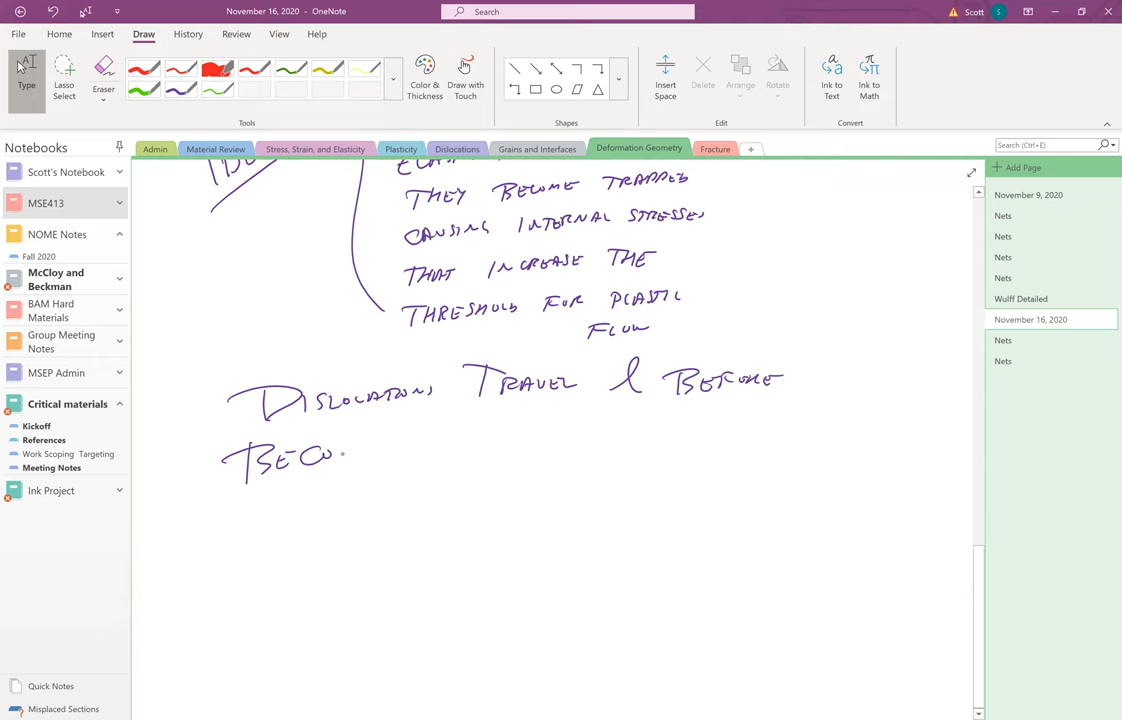 November 16, 2020 - OneNote
Search
Scott
S
File Home Insert Draw History Review View Help
Type
Lasso Select
Eraser
Color & Thickness
Draw with Touch
Insert Space
Delete
Arrange
Rotate
Ink to Text
Ink to Math
Tools
Shapes
Edit
Convert
Notebooks
Admin Material Review Stress, Strain, and Elasticity Plasticity Dislocations Grains and Interfaces Deformation Geometry Fracture +
Search (Ctrl+E)
Scott's Notebook
MSE413
NOME Notes
Fall 2020
McCloy and Beckman
BAM Hard Materials
Group Meeting Notes
MSEP Admin
Critical materials
Kickoff
References
Work Scoping Targeting
Meeting Notes
Ink Project
Quick Notes
Misplaced Sections
THEY BECOME TRAPPED
CAUSING INTERNAL STRESSES
THAT INCREASE THE
THRESHOLD FOR PLASTIC
FLOW
DISLOCATIONS TRAVEL l BEFORE
BECO
Add Page
November 9, 2020
Nets
Nets
Nets
Nets
Wulff Detailed
November 16, 2020
Nets
Nets